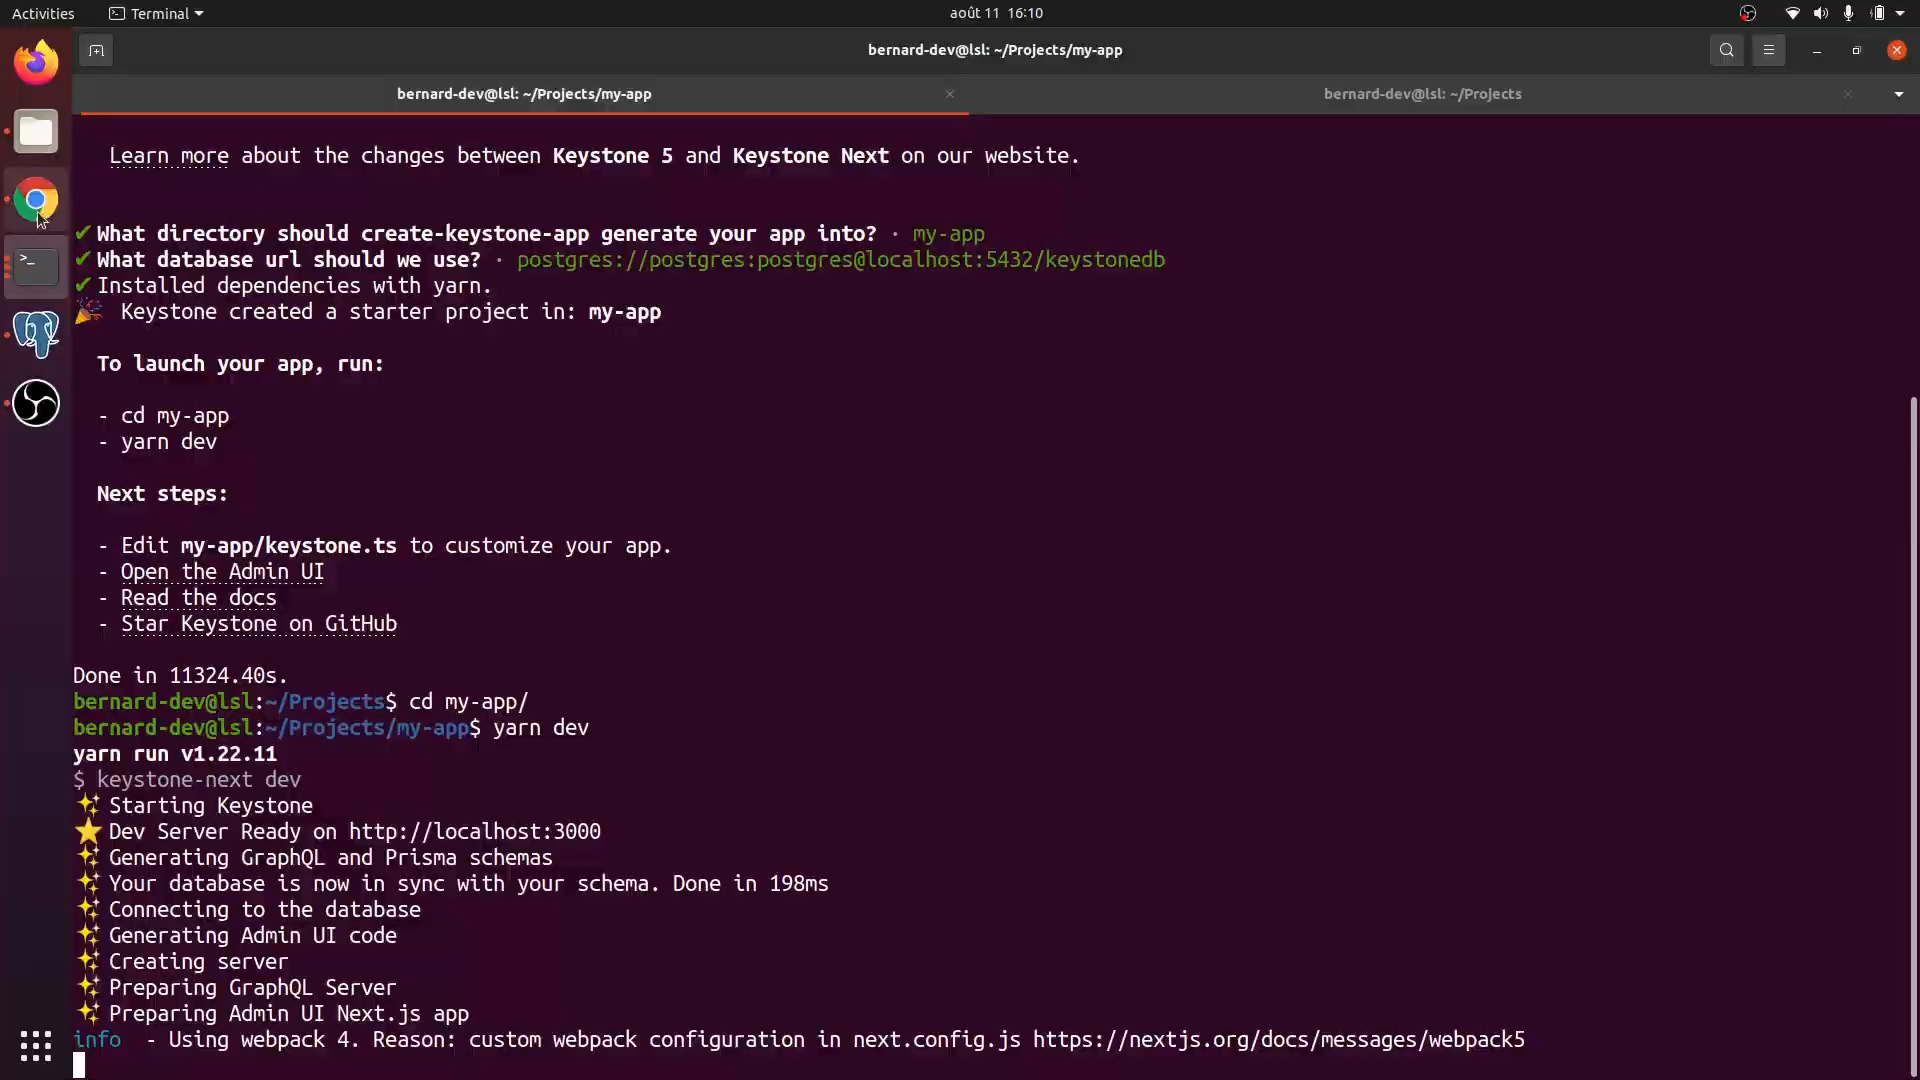 Activities
Terminal
août 11 16:10
bernard-dev@lsl: ~/Projects/my-app
bernard-dev@lsl: ~/Projects/my-app
bernard-dev@lsl: ~/Projects
Learn more about the changes between Keystone 5 and Keystone Next on our website.
✔ What directory should create-keystone-app generate your app into? · my-app
✔ What database url should we use? · postgres://postgres:postgres@localhost:5432/keystonedb
✔ Installed dependencies with yarn.
🎉 Keystone created a starter project in: my-app
To launch your app, run:
- cd my-app
- yarn dev
Next steps:
- Edit my-app/keystone.ts to customize your app.
- Open the Admin UI
- Read the docs
- Star Keystone on GitHub
Done in 11324.40s.
bernard-dev@lsl:~/Projects$ cd my-app/
bernard-dev@lsl:~/Projects/my-app$ yarn dev
yarn run v1.22.11
$ keystone-next dev
✨ Starting Keystone
⭐ Dev Server Ready on http://localhost:3000
✨ Generating GraphQL and Prisma schemas
✨ Your database is now in sync with your schema. Done in 198ms
✨ Connecting to the database
✨ Generating Admin UI code
✨ Creating server
✨ Preparing GraphQL Server
✨ Preparing Admin UI Next.js app
info - Using webpack 4. Reason: custom webpack configuration in next.config.js https://nextjs.org/docs/messages/webpack5